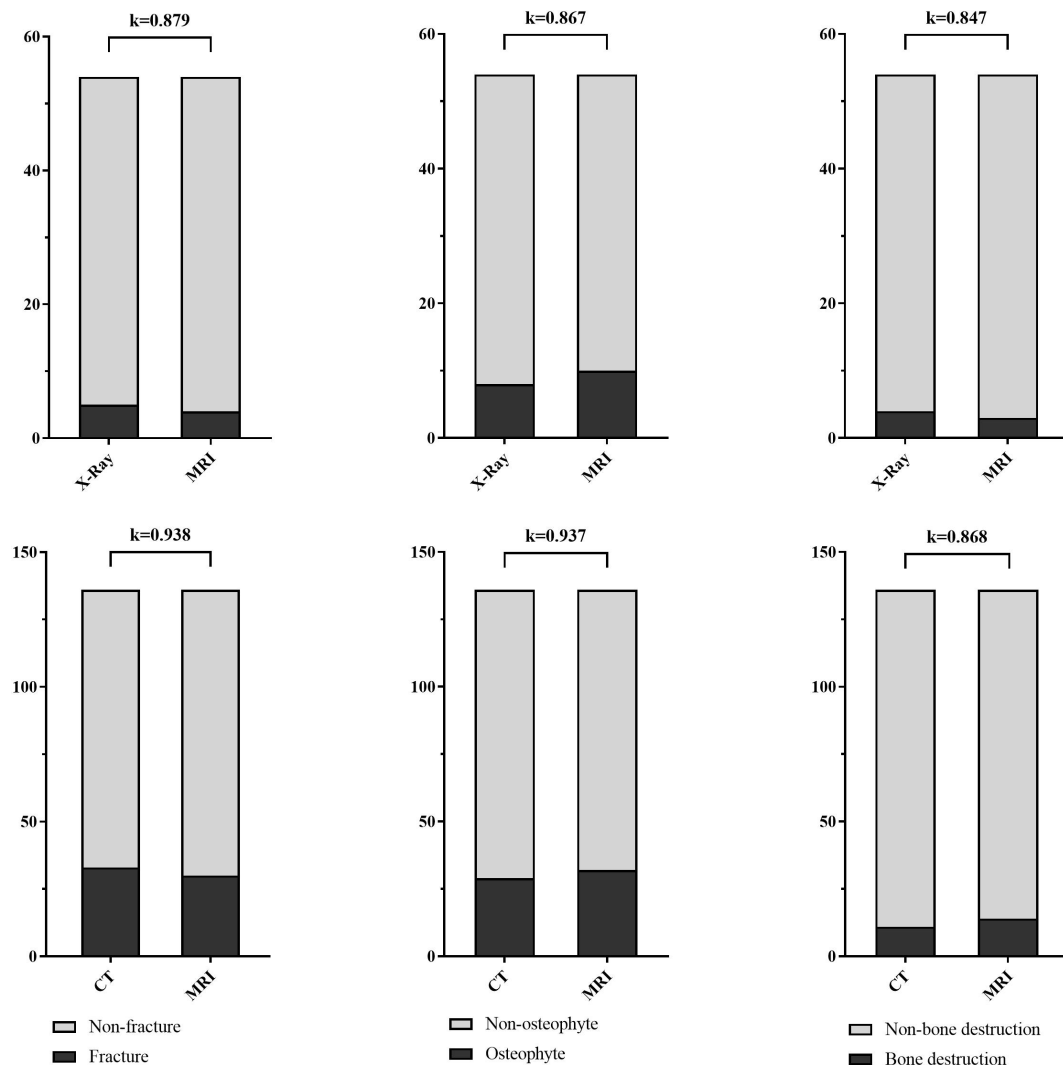 k=0.879
60
40
20
0
X-Ray
MRI
k=0.867
60
40
20
0
X-Ray
MRI
k=0.847
60
40
20
0
X-Ray
MRI
k=0.938
150
100
50
0
CT
MRI
Non-fracture
Fracture
k=0.937
150
100
50
0
CT
MRI
Non-osteophyte
Osteophyte
k=0.868
150
100
50
0
CT
MRI
Non-bone destruction
Bone destruction